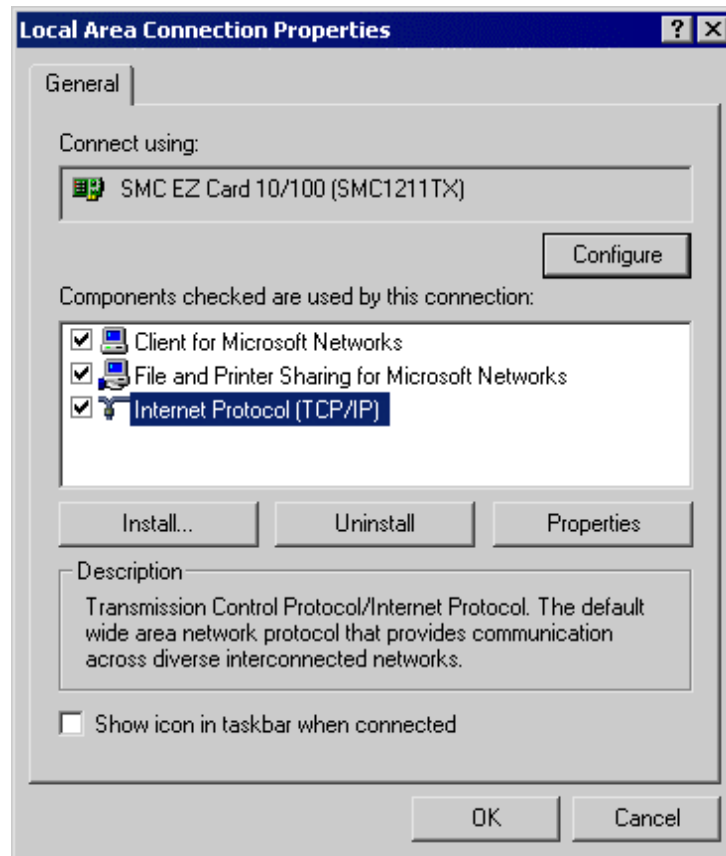 Local Area Connection Properties
General
Connect using:
SMC EZ Card 10/100 (SMC1211TX)
Configure
Components checked are used by this connection:
Client for Microsoft Networks
File and Printer Sharing for Microsoft Networks
Internet Protocol (TCP/IP)
Install...
Uninstall
Properties
Description
Transmission Control Protocol/Internet Protocol. The default
wide area network protocol that provides communication
across diverse interconnected networks.
Show icon in taskbar when connected
OK
Cancel